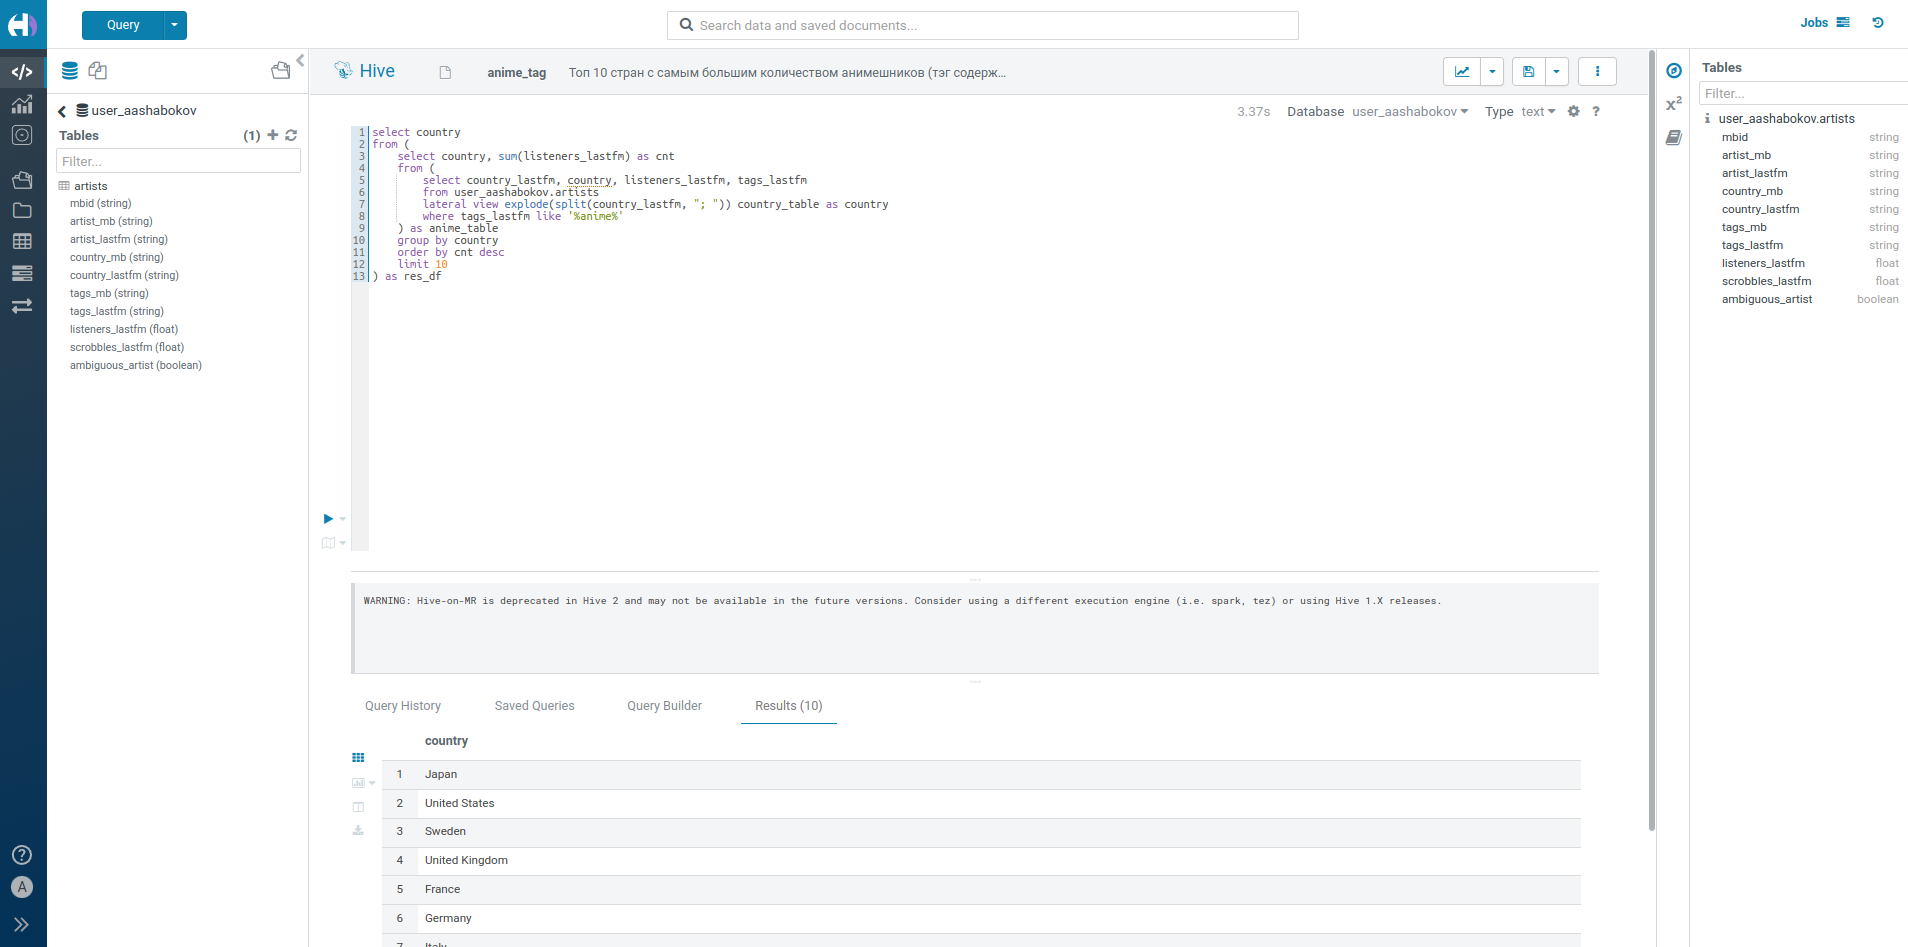 Query
Search data and saved documents...
Jobs
user_aashabokov
Tables
(1)
Filter...
artists
mbid (string)
artist_mb (string)
artist_lastfm (string)
country_mb (string)
country_lastfm (string)
tags_mb (string)
tags_lastfm (string)
listeners_lastfm (float)
scrobbles_lastfm (float)
ambiguous_artist (boolean)
A
Hive
anime_tag
Топ 10 стран с самым большим количеством анимешников (тэг содерж...
3.37s Database user_aashabokov Type text ?
1 select country
2 from (
3 select country, sum(listeners_lastfm) as cnt
4 from (
5 select country_lastfm, country, listeners_lastfm, tags_lastfm
6 from user_aashabokov.artists
7 lateral view explode(split(country_lastfm, "; ")) country_table as country
8 where tags_lastfm like '%anime%'
9 ) as anime_table
10 group by country
11 order by cnt desc
12 limit 10
13 ) as res_df
WARNING: Hive-on-MR is deprecated in Hive 2 and may not be available in the future versions. Consider using a different execution engine (i.e. spark, tez) or using Hive 1.X releases.
Query History Saved Queries Query Builder Results (10)
country
1 Japan
2 United States
3 Sweden
4 United Kingdom
5 France
6 Germany
7 Italy
Tables
Filter...
user_aashabokov.artists
mbid string
artist_mb string
artist_lastfm string
country_mb string
country_lastfm string
tags_mb string
tags_lastfm string
listeners_lastfm float
scrobbles_lastfm float
ambiguous_artist boolean
x²